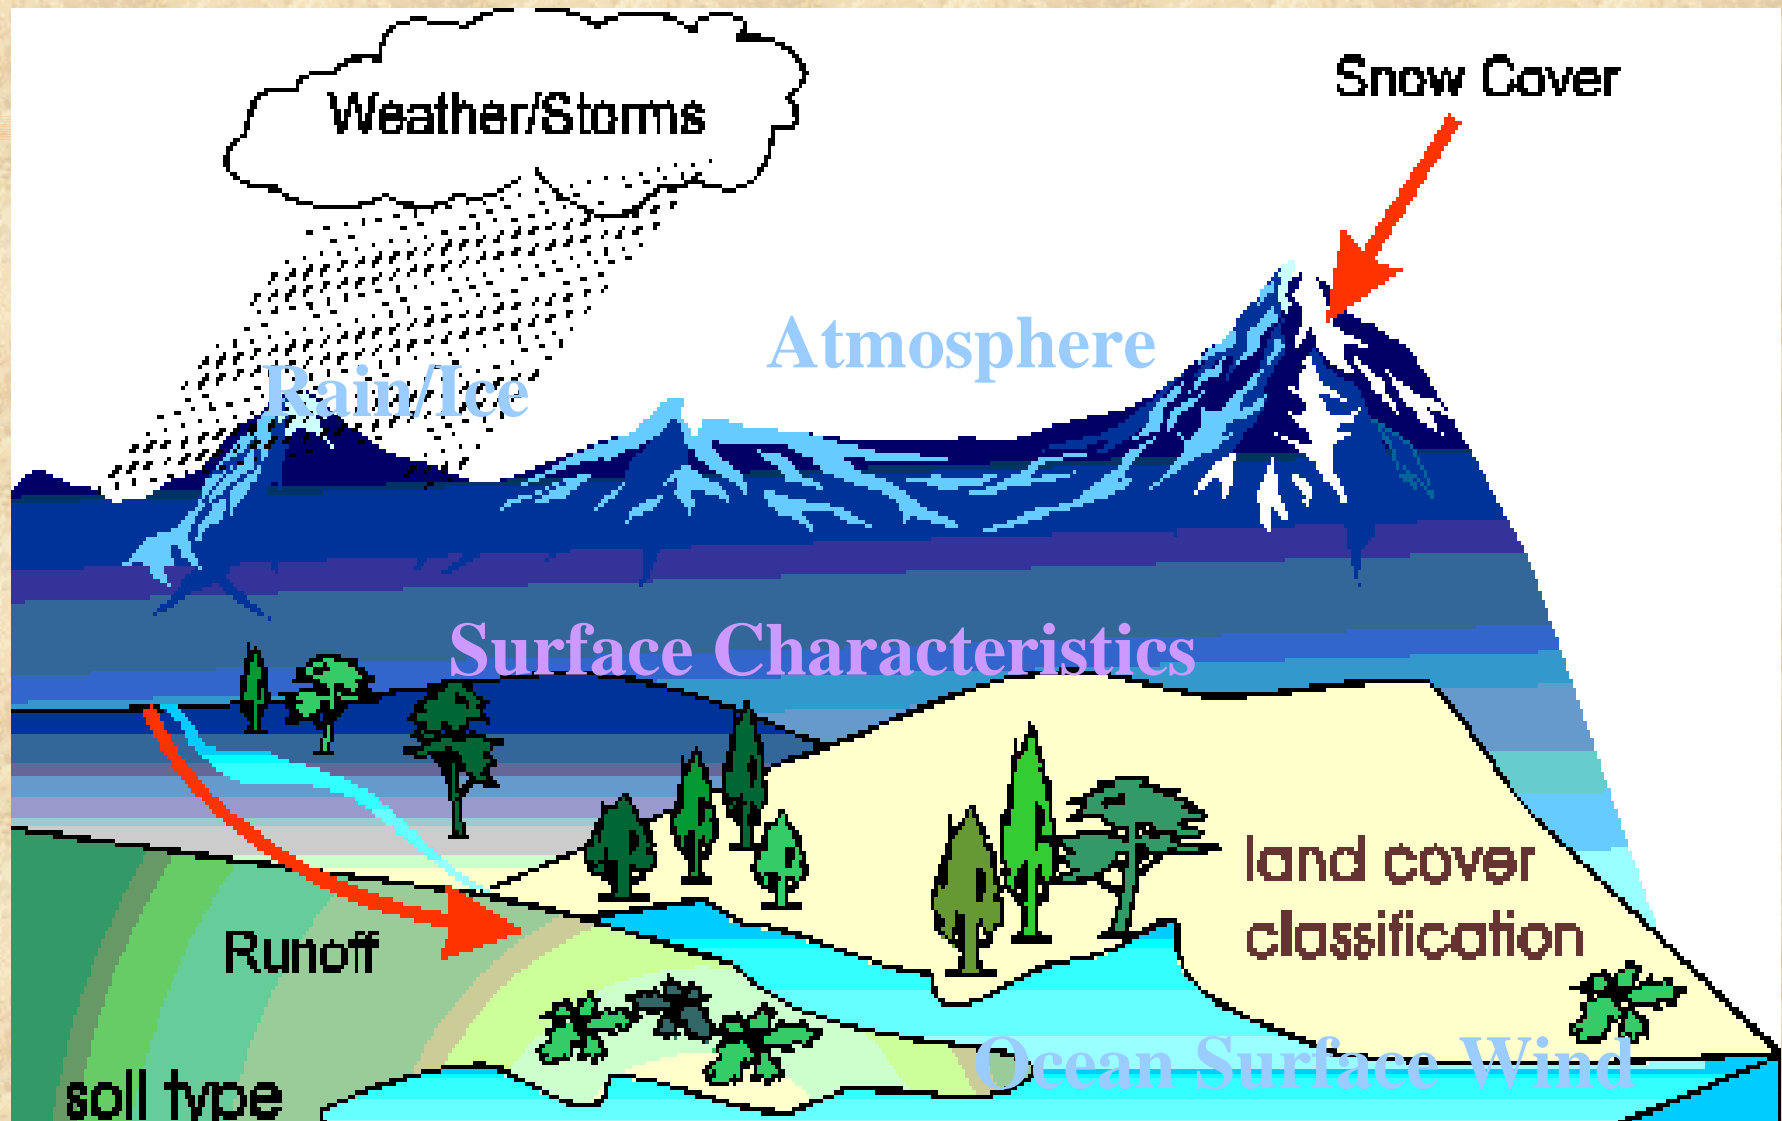 Snow Cover
Weather/Storms
Atmosphere
Rain/Ice
Surface Characteristics
land cover
classification
Runoff
Ocean Surface Wind
soil type